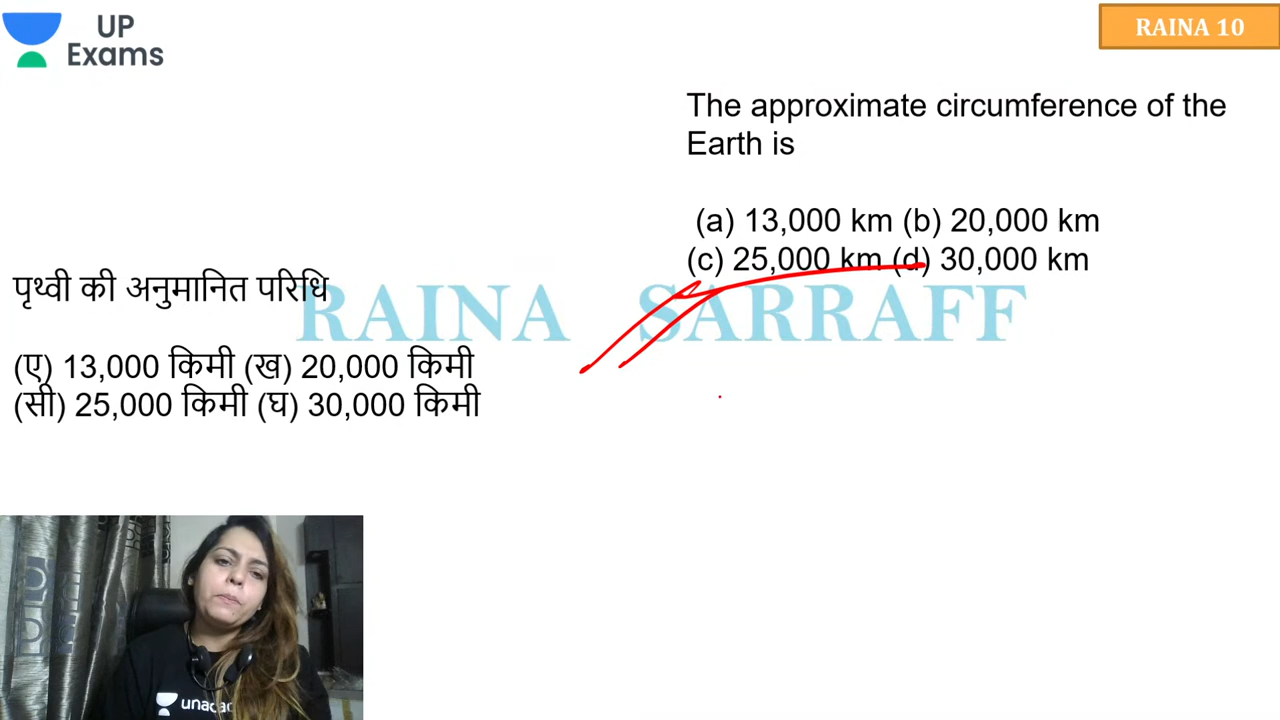 UP
Exams
RAINA 10
The approximate circumference of the
Earth is
(a) 13,000 km (b) 20,000 km
(c) 25,000 km (d) 30,000 km
पृथ्वी की अनुमानित परिधि
RAINA SARRAFF
(ए) 13,000 किमी (ख) 20,000 किमी
(सी) 25,000 किमी (घ) 30,000 किमी